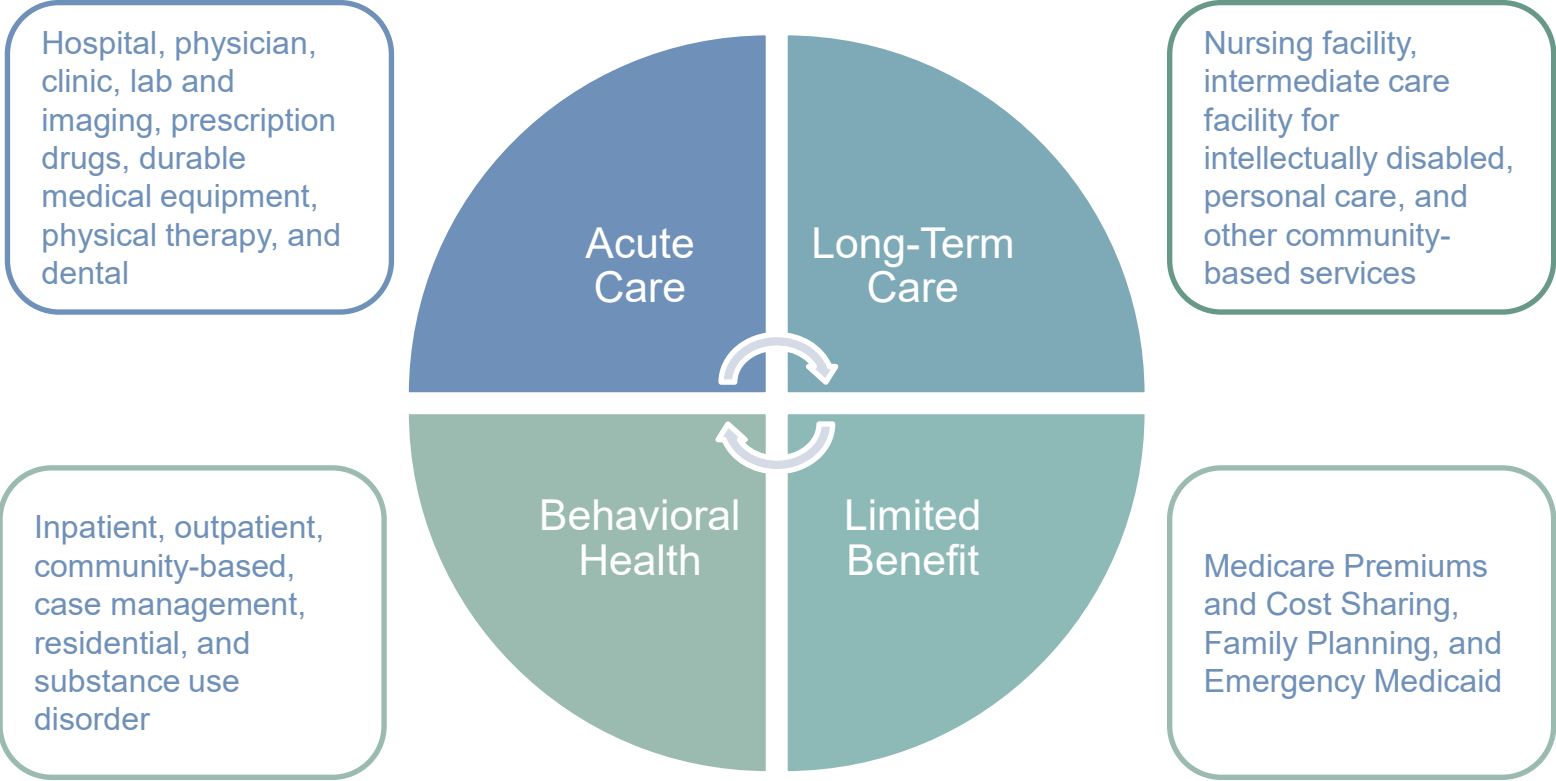 Hospital, physician,
clinic, lab and
imaging, prescription
drugs, durable
medical equipment,
physical therapy, and
dental
Acute
Care
Long-Term
Care
Nursing facility,
intermediate care
facility for
intellectually disabled,
personal care, and
other community-
based services
Inpatient, outpatient,
community-based,
case management,
residential, and
substance use
disorder
Behavioral
Health
Limited
Benefit
Medicare Premiums
and Cost Sharing,
Family Planning, and
Emergency Medicaid